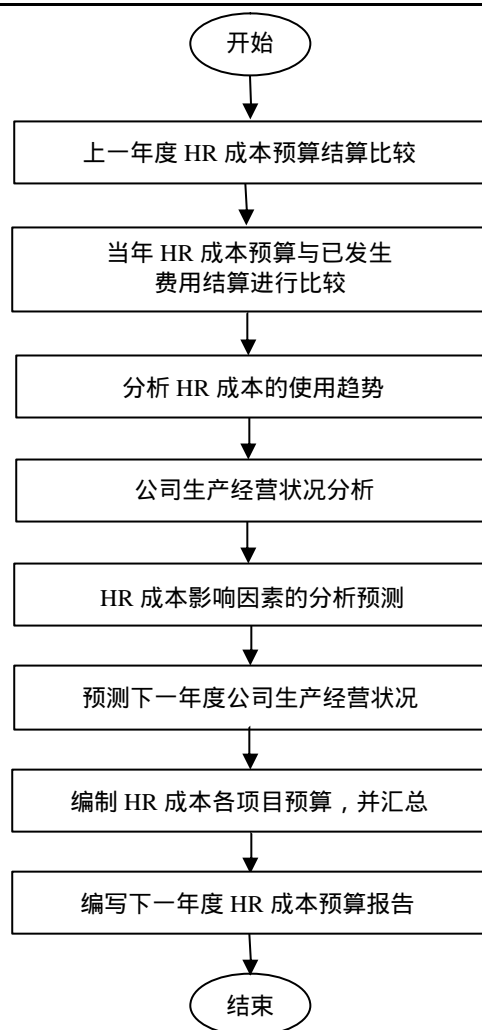 开始
上一年度 HR 成本预算结算比较
当年 HR 成本预算与已发生
费用结算进行比较
分析 HR 成本的使用趋势
公司生产经营状况分析
HR 成本影响因素的分析预测
预测下一年度公司生产经营状况
编制 HR 成本各项目预算，并汇总
编写下一年度 HR 成本预算报告
结束